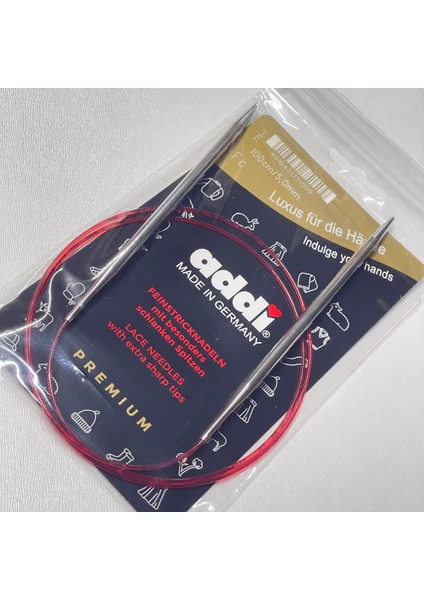 100cm/5.0mm
Luxus für die Hände
Indulge your hands
addi
MADE IN GERMANY
FEINSTRICKNADELN
mit besonders
schlanken Spitzen
LACE NEEDLES
with extra sharp tips
PREMIUM